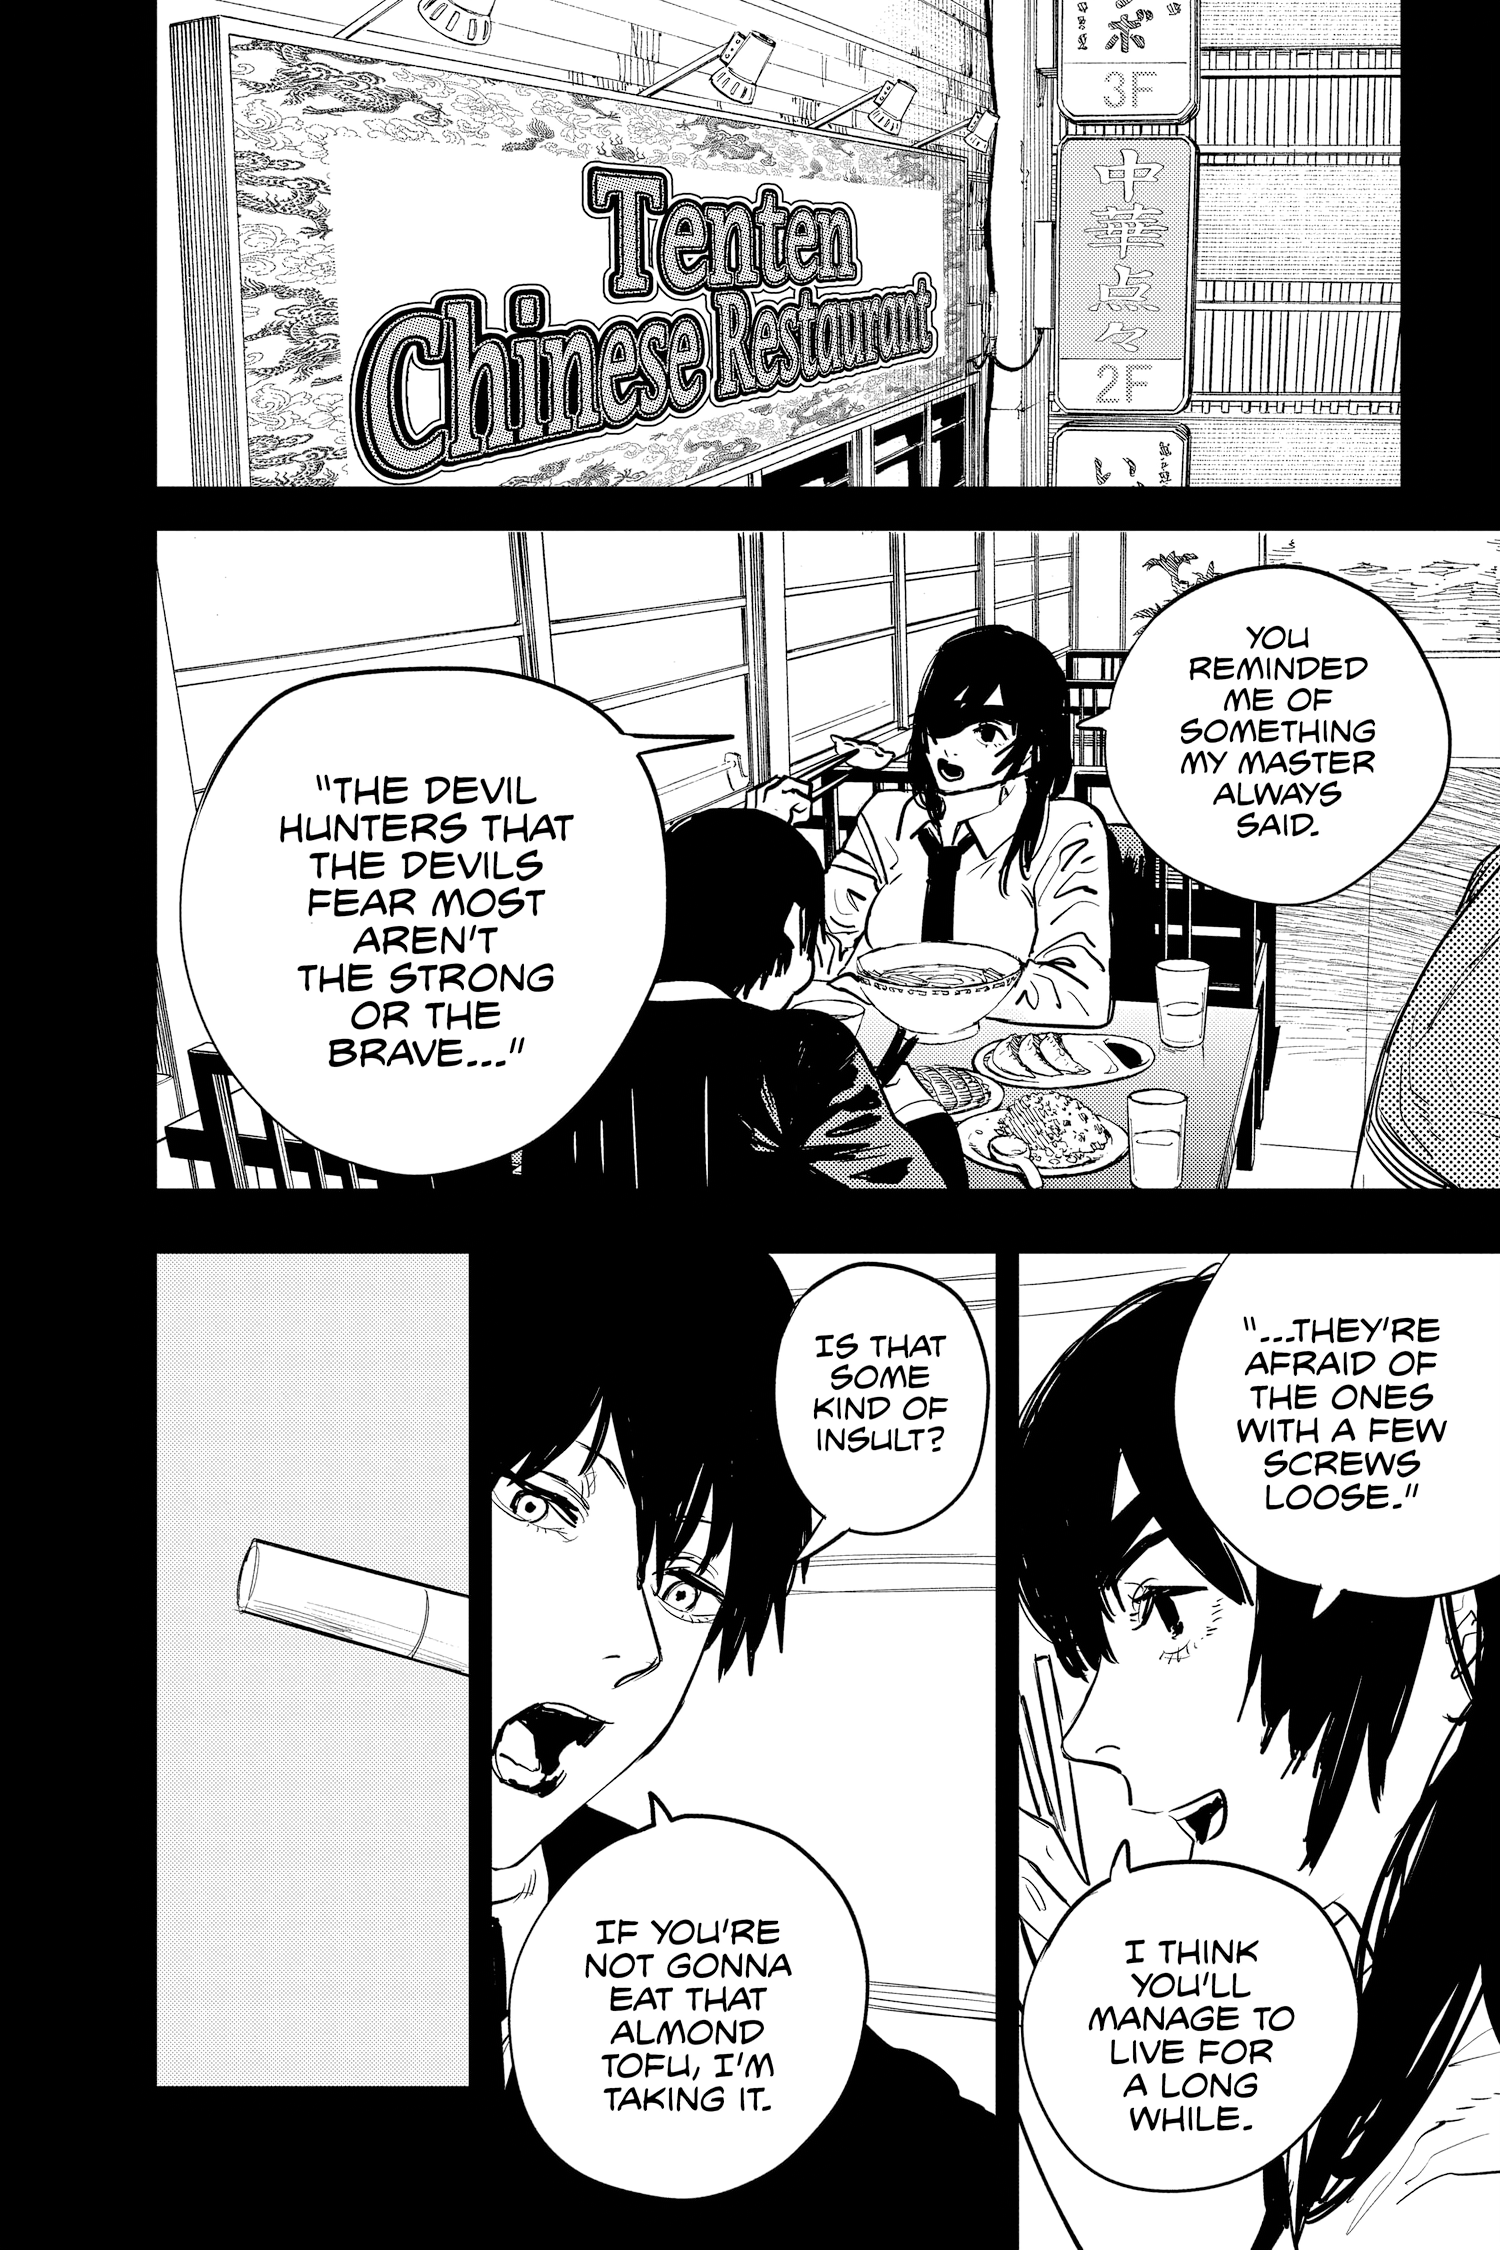 ボ
3F
中華点々
2F
い
Tenten
Chinese Restaurant
YOU
REMINDED
ME OF
SOMETHING
MY MASTER
ALWAYS
SAID.
"THE DEVIL
HUNTERS THAT
THE DEVILS
FEAR MOST
AREN'T
THE STRONG
OR THE
BRAVE..."
"...THEY'RE
AFRAID OF
THE ONES
WITH A FEW
SCREWS
LOOSE."
I THINK
YOU'LL
MANAGE TO
LIVE FOR
A LONG
WHILE.
IS THAT
SOME
KIND OF
INSULT?
IF YOU'RE
NOT GONNA
EAT THAT
ALMOND
TOFU, I'M
TAKING IT.